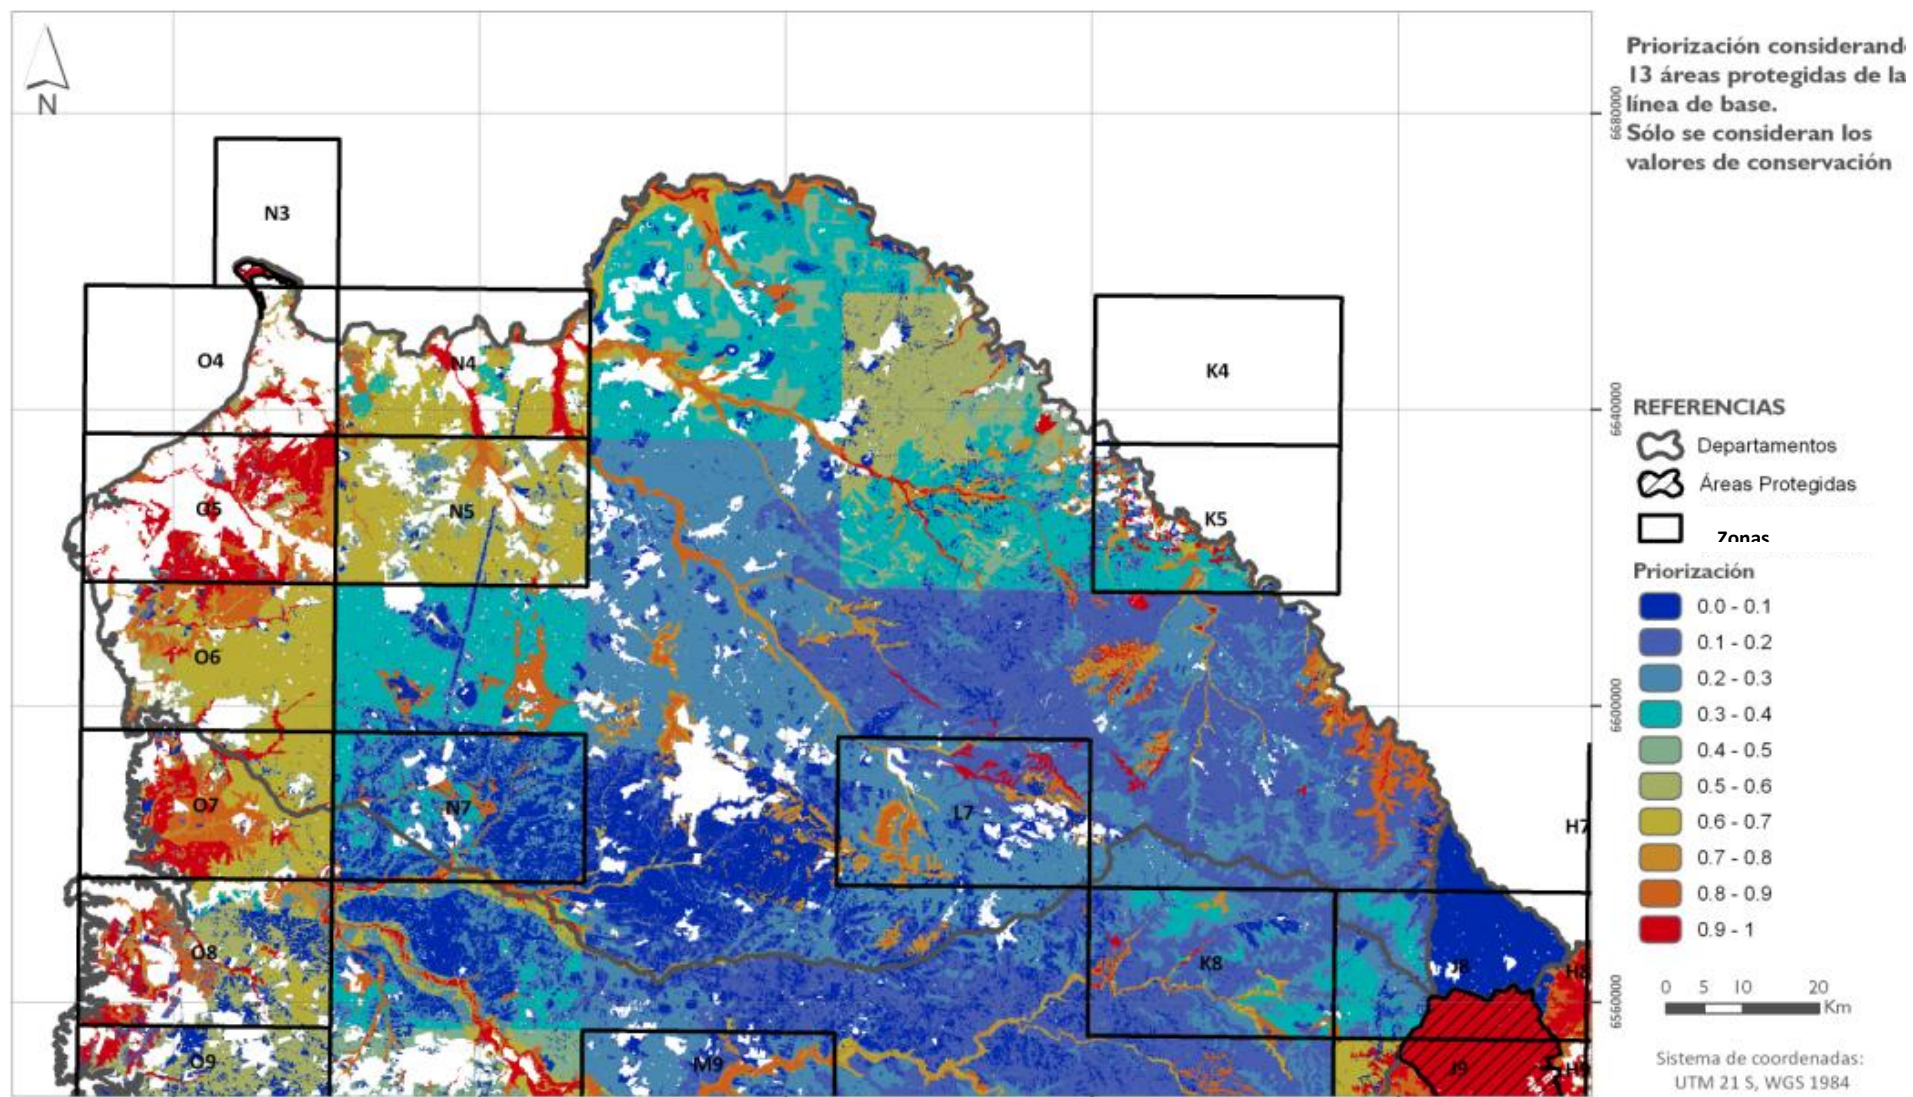 N
Priorización considerand
13 áreas protegidas de la
línea de base.
Sólo se consideran los
valores de conservación
6680000
N3
O4
N4
K4
6640000
O5
N5
K5
O6
6600000
O7
N7
L7
H7
O8
K8
J8
H8
6560000
O9
M9
J9
H9
REFERENCIAS
Departamentos
Áreas Protegidas
Zonas
Priorización
0.0 - 0.1
0.1 - 0.2
0.2 - 0.3
0.3 - 0.4
0.4 - 0.5
0.5 - 0.6
0.6 - 0.7
0.7 - 0.8
0.8 - 0.9
0.9 - 1
0 5 10 20
Km
Sistema de coordenadas:
UTM 21 S, WGS 1984